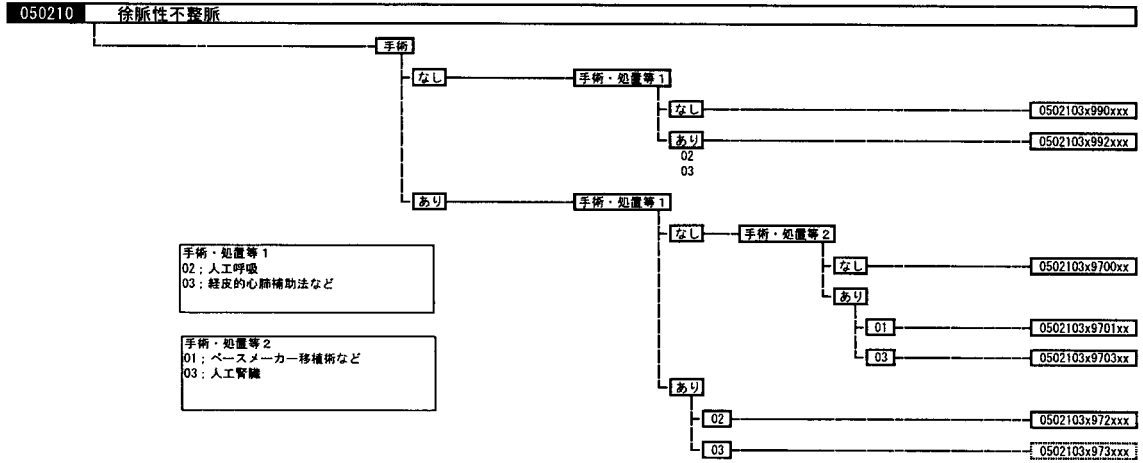 050210 徐脈性不整脈
手術
なし 手術・処置等1
なし 0502103x990xxx
あり 0502103x992xxx
02
03
あり 手術・処置等1
なし 手術・処置等2
なし 0502103x9700xx
あり
01 0502103x9701xx
03 0502103x9703xx
あり
02 0502103x972xxx
03 0502103x973xxx
手術・処置等1
02;人工呼吸
03;経皮的心肺補助法など
手術・処置等2
01;ペースメーカー移植術など
03;人工腎臓